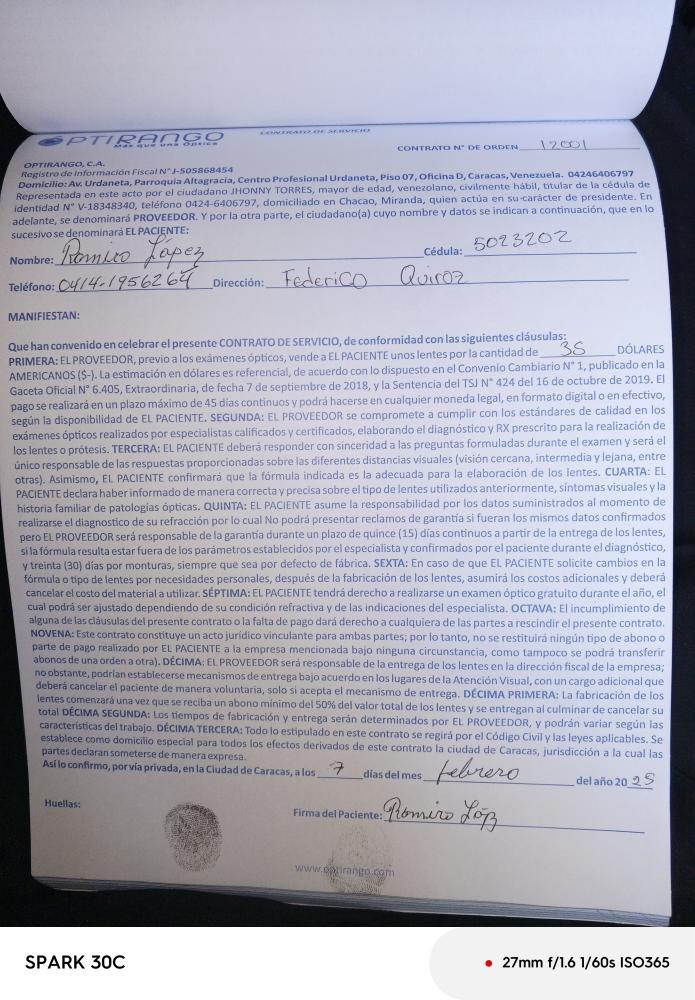 OPTIRANGO
Más que una Óptica
CONTRATO DE SERVICIO
CONTRATO N° DE ORDEN 12001
OPTIRANGO, C.A.
Registro de Información Fiscal N° J-505868454
Domicilio: Av. Urdaneta, Parroquia Altagracia, Centro Profesional Urdaneta, Piso 07, Oficina D, Caracas, Venezuela. 04246406797
Representada en este acto por el ciudadano JHONNY TORRES, mayor de edad, venezolano, civilmente hábil, titular de la cédula de
identidad N° V-18348340, teléfono 0424-6406797, domiciliado en Chacao, Miranda, quien actúa en su carácter de presidente. En
adelante, se denominará PROVEEDOR. Y por la otra parte, el ciudadano(a) cuyo nombre y datos se indican a continuación, que en lo
sucesivo se denominará EL PACIENTE:
Nombre: Ramiro López Cédula: 5023202
Teléfono: 0414-1956264 Dirección: Federico Quiroz
MANIFIESTAN:
Que han convenido en celebrar el presente CONTRATO DE SERVICIO, de conformidad con las siguientes cláusulas:
PRIMERA: EL PROVEEDOR, previo a los exámenes ópticos, vende a EL PACIENTE unos lentes por la cantidad de 35 DÓLARES
AMERICANOS ($-). La estimación en dólares es referencial, de acuerdo con lo dispuesto en el Convenio Cambiario N° 1, publicado en la
Gaceta Oficial N° 6.405, Extraordinaria, de fecha 7 de septiembre de 2018, y la Sentencia del TSJ N° 424 del 16 de octubre de 2019. El
pago se realizará en un plazo máximo de 45 días continuos y podrá hacerse en cualquier moneda legal, en formato digital o en efectivo,
según la disponibilidad de EL PACIENTE. SEGUNDA: EL PROVEEDOR se compromete a cumplir con los estándares de calidad en los
exámenes ópticos realizados por especialistas calificados y certificados, elaborando el diagnóstico y RX prescrito para la realización de
los lentes o prótesis. TERCERA: EL PACIENTE deberá responder con sinceridad a las preguntas formuladas durante el examen y será el
único responsable de las respuestas proporcionadas sobre las diferentes distancias visuales (visión cercana, intermedia y lejana, entre
otras). Asimismo, EL PACIENTE confirmará que la fórmula indicada es la adecuada para la elaboración de los lentes. CUARTA: EL
PACIENTE declara haber informado de manera correcta y precisa sobre el tipo de lentes utilizados anteriormente, síntomas visuales y la
historia familiar de patologías ópticas. QUINTA: EL PACIENTE asume la responsabilidad por los datos suministrados al momento de
realizarse el diagnostico de su refracción por lo cual No podrá presentar reclamos de garantía si fueran los mismos datos confirmados
pero EL PROVEEDOR será responsable de la garantía durante un plazo de quince (15) días continuos a partir de la entrega de los lentes,
si la fórmula resulta estar fuera de los parámetros establecidos por el especialista y confirmados por el paciente durante el diagnóstico,
y treinta (30) días por monturas, siempre que sea por defecto de fábrica. SEXTA: En caso de que EL PACIENTE solicite cambios en la
fórmula o tipo de lentes por necesidades personales, después de la fabricación de los lentes, asumirá los costos adicionales y deberá
cancelar el costo del material a utilizar. SÉPTIMA: EL PACIENTE tendrá derecho a realizarse un examen óptico gratuito durante el año, el
cual podrá ser ajustado dependiendo de su condición refractiva y de las indicaciones del especialista. OCTAVA: El incumplimiento de
alguna de las cláusulas del presente contrato o la falta de pago dará derecho a cualquiera de las partes a rescindir el presente contrato.
NOVENA: Este contrato constituye un acto jurídico vinculante para ambas partes; por lo tanto, no se restituirá ningún tipo de abono o
parte de pago realizado por EL PACIENTE a la empresa mencionada bajo ninguna circunstancia, como tampoco se podrá transferir
abonos de una orden a otra). DÉCIMA: EL PROVEEDOR será responsable de la entrega de los lentes en la dirección fiscal de la empresa;
no obstante, podrían establecerse mecanismos de entrega bajo acuerdo en los lugares de la Atención Visual, con un cargo adicional que
deberá cancelar el paciente de manera voluntaria, solo si acepta el mecanismo de entrega. DÉCIMA PRIMERA: La fabricación de los
lentes comenzará una vez que se reciba un abono mínimo del 50% del valor total de los lentes y se entregan al culminar de cancelar su
total DÉCIMA SEGUNDA: Los tiempos de fabricación y entrega serán determinados por EL PROVEEDOR, y podrán variar según las
características del trabajo. DÉCIMA TERCERA: Todo lo estipulado en este contrato se regirá por el Código Civil y las leyes aplicables. Se
establece como domicilio especial para todos los efectos derivados de este contrato la ciudad de Caracas, jurisdicción a la cual las
partes declaran someterse de manera expresa.
Así lo confirmo, por vía privada, en la Ciudad de Caracas, a los 7 días del mes febrero del año 2025
Huellas:
Firma del Paciente: Ramiro Lóp
www.optirango.com
SPARK 30C
27mm f/1.6 1/60s ISO365